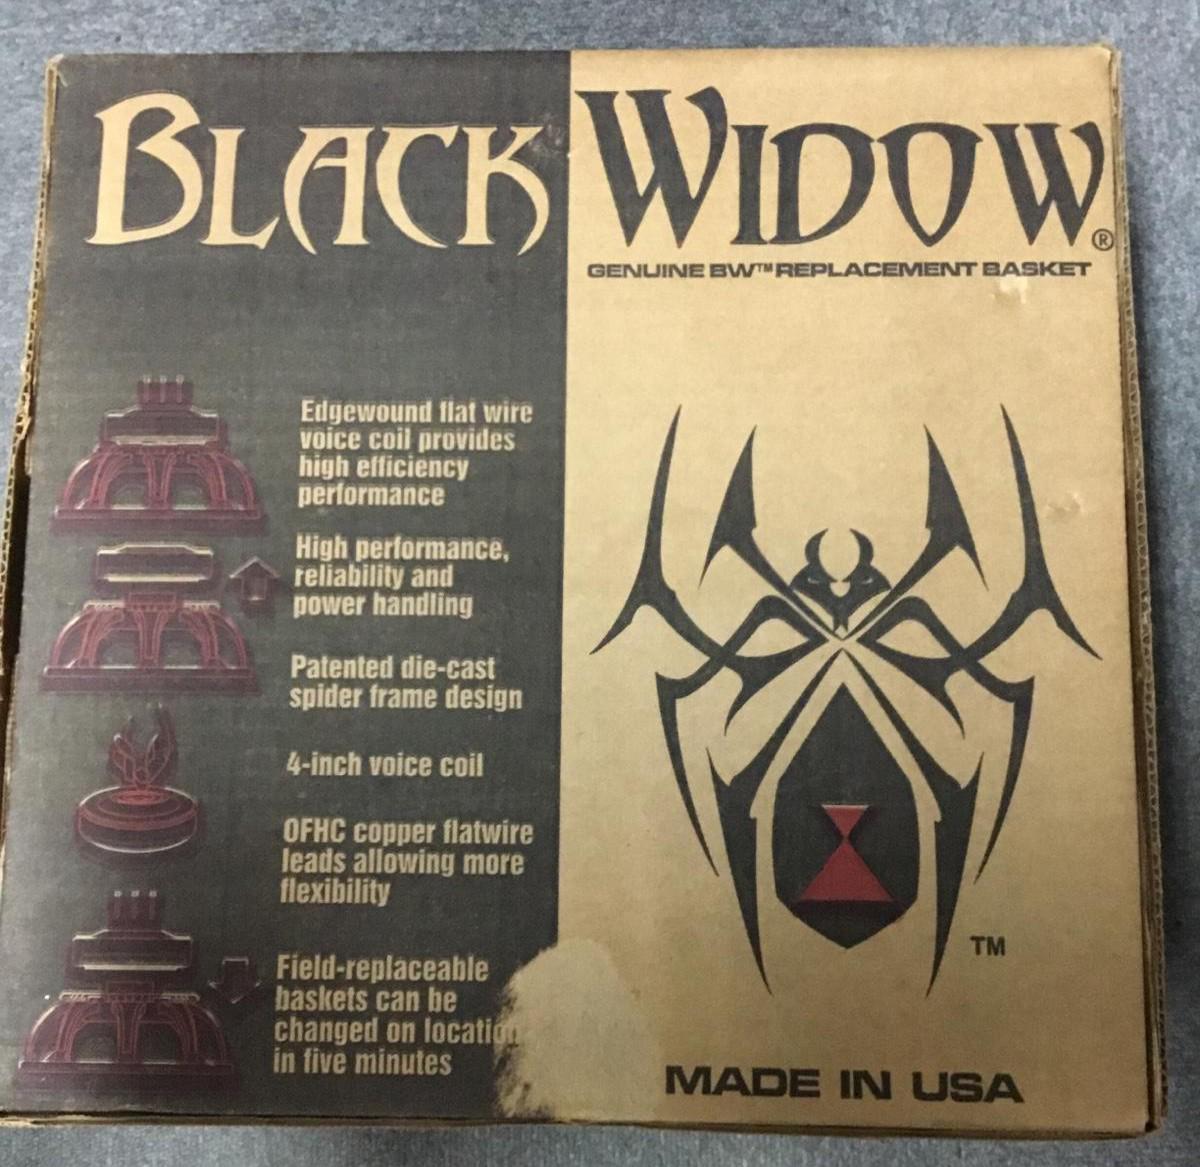 BLACK WIDOW®
GENUINE BW™ REPLACEMENT BASKET
Edgewound flat wire
voice coil provides
high efficiency
performance
High performance,
reliability and
power handling
Patented die-cast
spider frame design
4-inch voice coil
OFHC copper flatwire
leads allowing more
flexibility
Field-replaceable
baskets can be
changed on location
in five minutes
TM
MADE IN USA